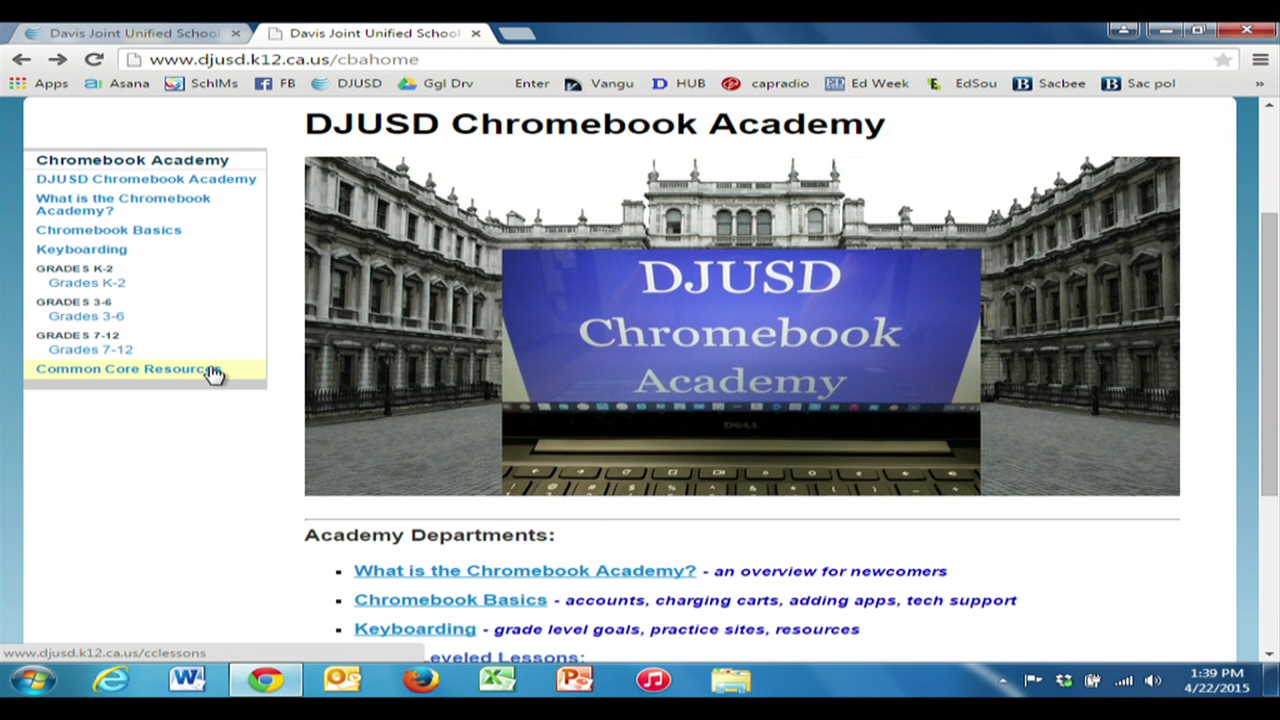 Davis Joint Unified School
Davis Joint Unified School
www.djusd.k12.ca.us/cbahome
Apps Asana SchIMs FB DJUSD Ggl Drv Enter Vangu HUB capradio Ed Week EdSou Sacbee Sac pol
DJUSD Chromebook Academy
Chromebook Academy
DJUSD Chromebook Academy
What is the Chromebook
Academy?
Chromebook Basics
Keyboarding
GRADES K-2
Grades K-2
GRADES 3-6
Grades 3-6
GRADES 7-12
Grades 7-12
Common Core Resources
DJUSD
Chromebook
Academy
DELL
Academy Departments:
What is the Chromebook Academy? - an overview for newcomers
Chromebook Basics - accounts, charging carts, adding apps, tech support
Keyboarding - grade level goals, practice sites, resources
Leveled Lessons:
www.djusd.k12.ca.us/cclessons
1:39 PM
4/22/2015